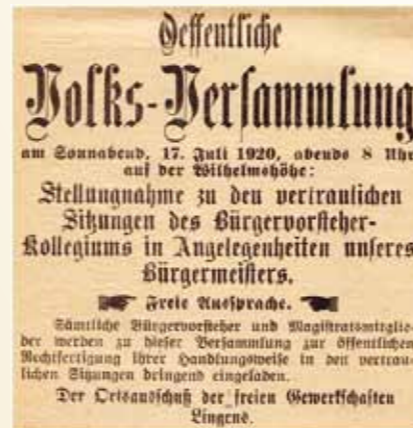 Oeffentliche
Volks-Versammlung
am Sonnabend, 17. Juli 1920, abends 8 Uhr
auf der Wilhelmshöhe:
Stellungnahme zu den vertraulichen
Sitzungen des Bürgervorsteher-
Kollegiums in Angelegenheiten unseres
Bürgermeisters.
Freie Aussprache.
Sämtliche Bürgervorsteher und Magistratsmitglie-
der werden zu dieser Versammlung zur öffentlichen
Rechtfertigung ihrer Handlungsweise in den vertrau-
lichen Sitzungen dringend eingeladen.
Der Ortsausschuß der freien Gewerkschaften
Lingens.